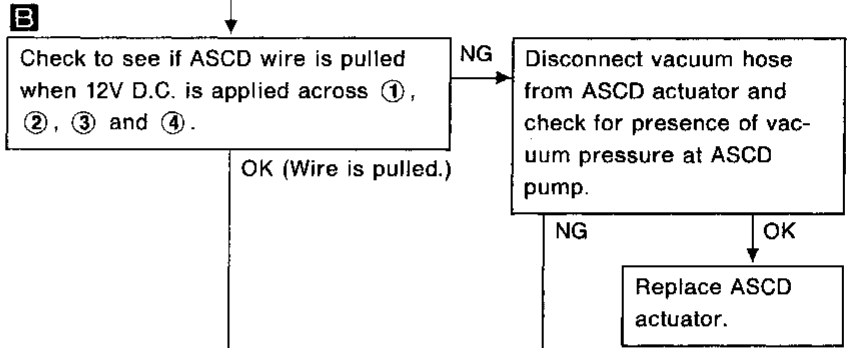 B
Check to see if ASCD wire is pulled
when 12V D.C. is applied across ①,
②, ③ and ④.
NG
Disconnect vacuum hose
from ASCD actuator and
check for presence of vac-
uum pressure at ASCD
pump.
OK (Wire is pulled.)
NG
OK
Replace ASCD
actuator.